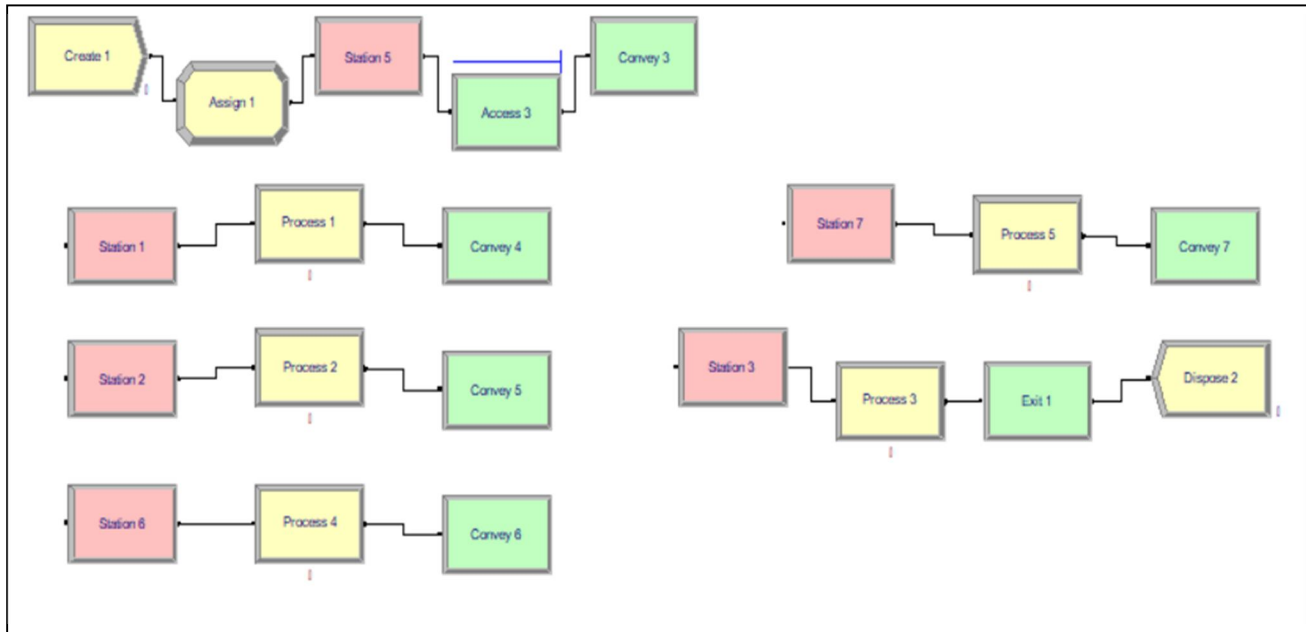 Create 1
Assign 1
Station 5
Access 3
Convey 3
Station 1
Process 1
Convey 4
Station 7
Process 5
Convey 7
Station 2
Process 2
Convey 5
Station 3
Process 3
Exit 1
Dispose 2
Station 6
Process 4
Convey 6